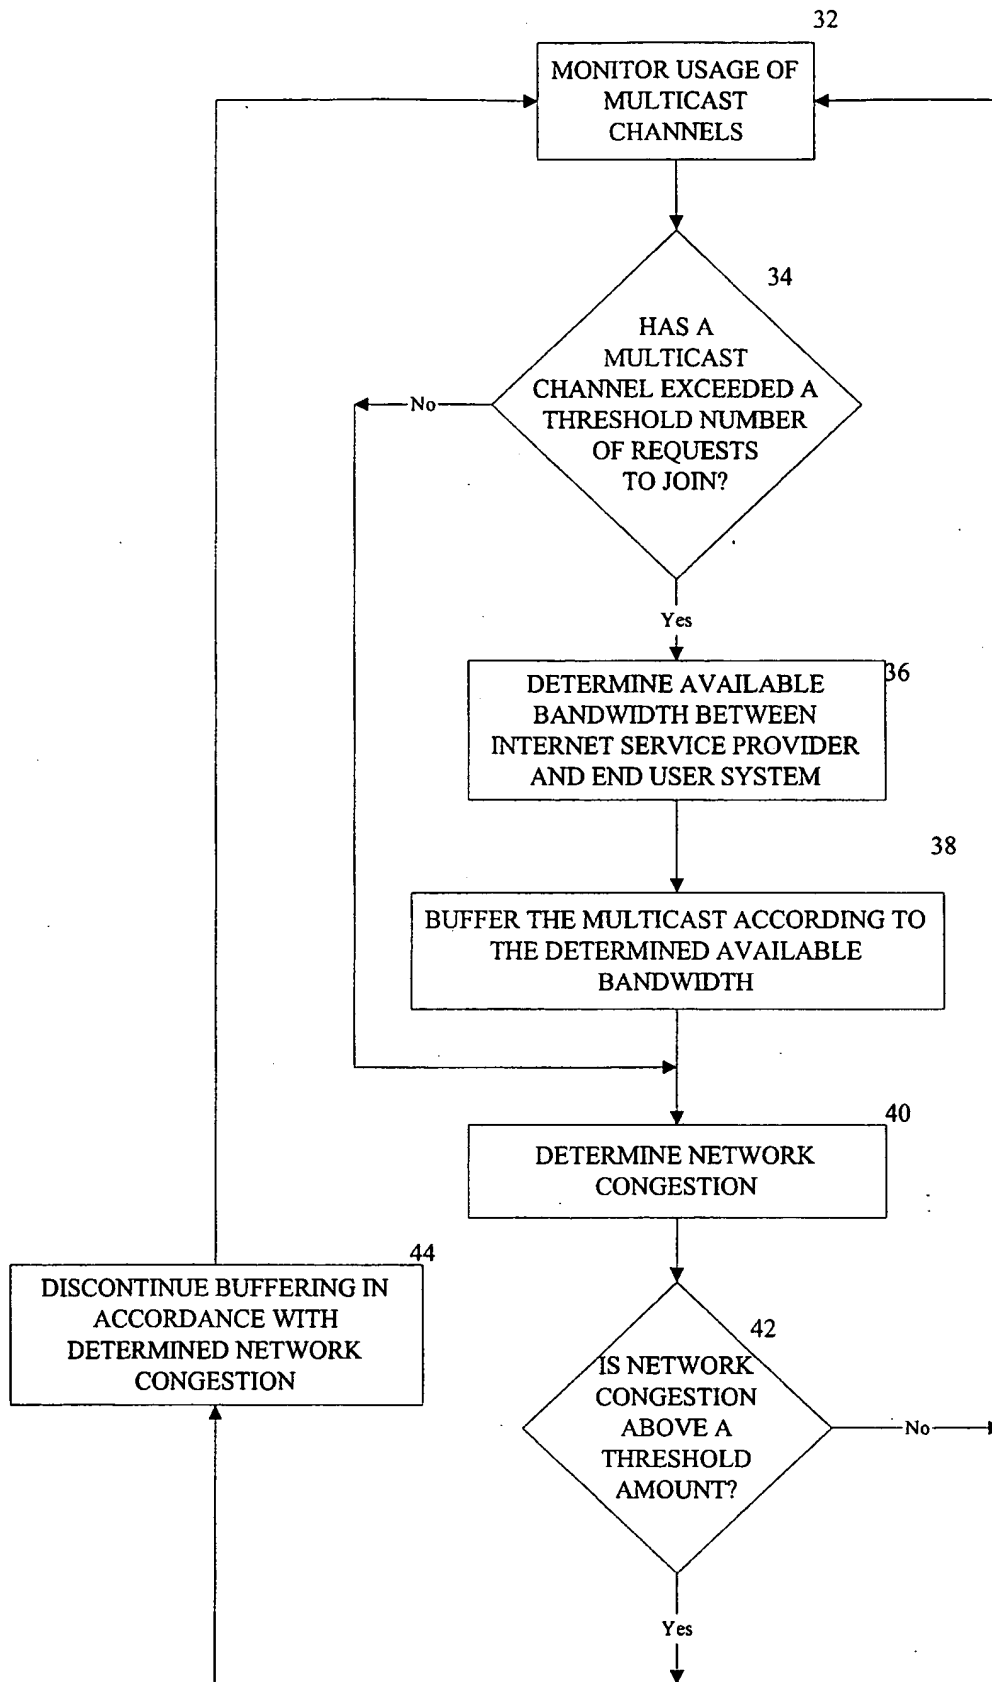 32
MONITOR USAGE OF
MULTICAST
CHANNELS
34
HAS A
MULTICAST
CHANNEL EXCEEDED A
THRESHOLD NUMBER
OF REQUESTS
TO JOIN?
No
Yes
36
DETERMINE AVAILABLE
BANDWIDTH BETWEEN
INTERNET SERVICE PROVIDER
AND END USER SYSTEM
38
BUFFER THE MULTICAST ACCORDING TO
THE DETERMINED AVAILABLE
BANDWIDTH
40
DETERMINE NETWORK
CONGESTION
44
DISCONTINUE BUFFERING IN
ACCORDANCE WITH
DETERMINED NETWORK
CONGESTION
42
IS NETWORK
CONGESTION
ABOVE A
THRESHOLD
AMOUNT?
No
Yes